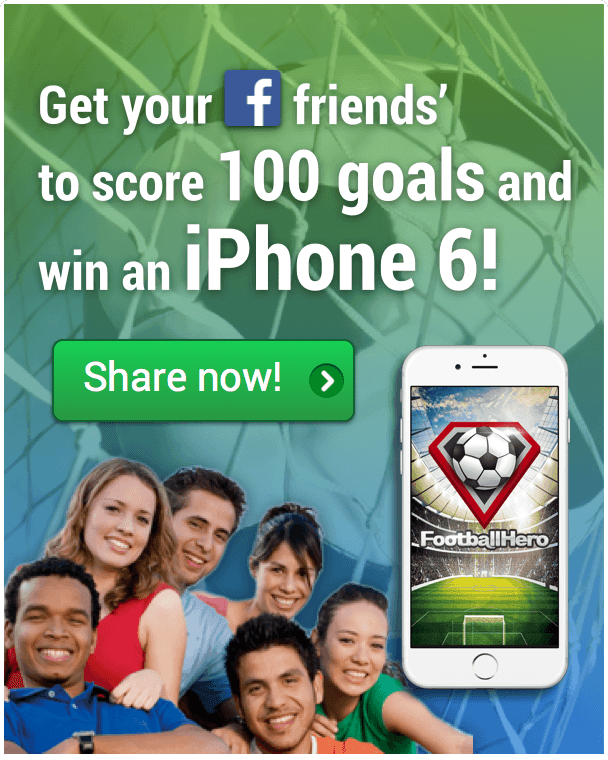 Get your f friends’
to score 100 goals and
win an iPhone 6!
Share now!
FootballHero